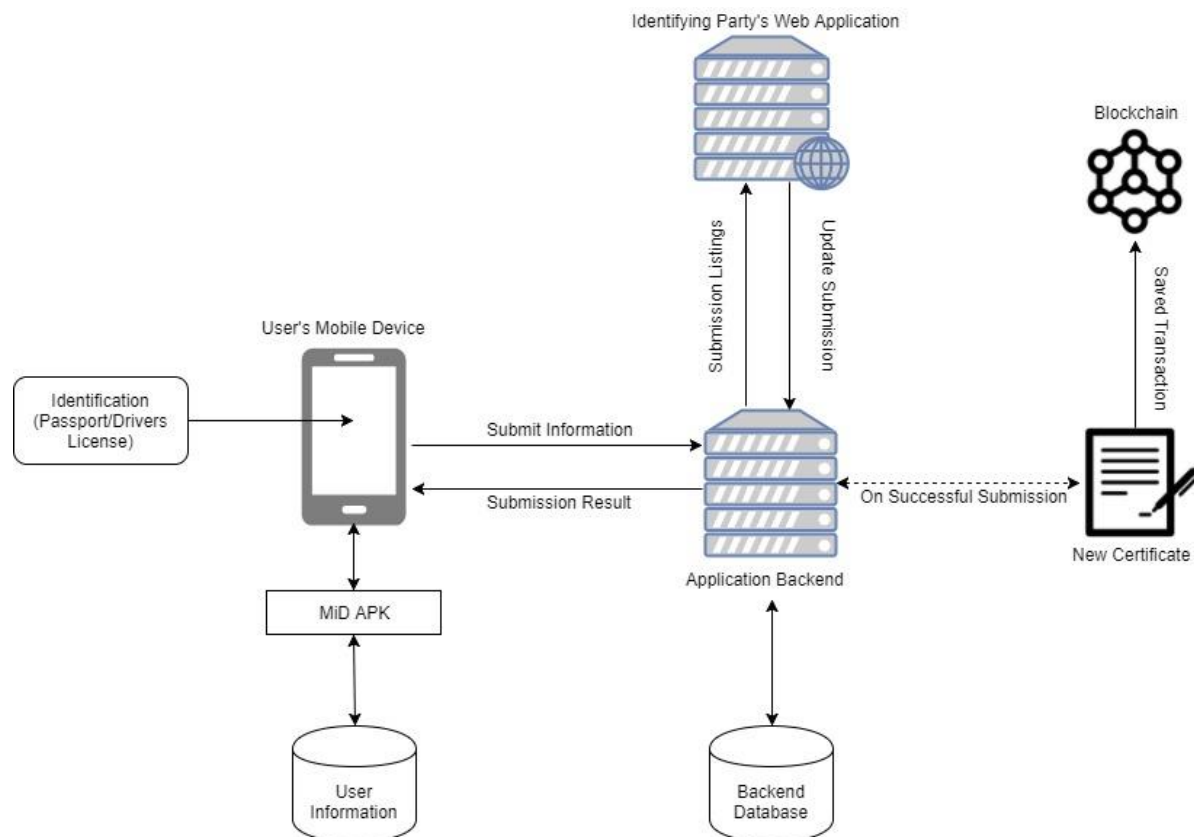 Identifying Party's Web Application
Blockchain
Submission Listings
Update Submission
Saved Transaction
User's Mobile Device
Identification
(Passport/Drivers
License)
Submit Information
Submission Result
On Successful Submission
New Certificate
Application Backend
MiD APK
User
Information
Backend
Database